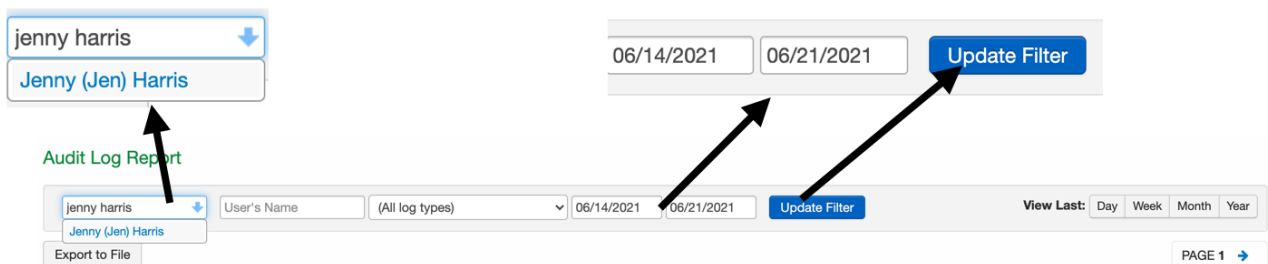 jenny harris
Jenny (Jen) Harris
06/14/2021 06/21/2021 Update Filter
Audit Log Report
jenny harris User's Name (All log types) 06/14/2021 06/21/2021 Update Filter View Last: Day Week Month Year
Jenny (Jen) Harris
Export to File PAGE 1